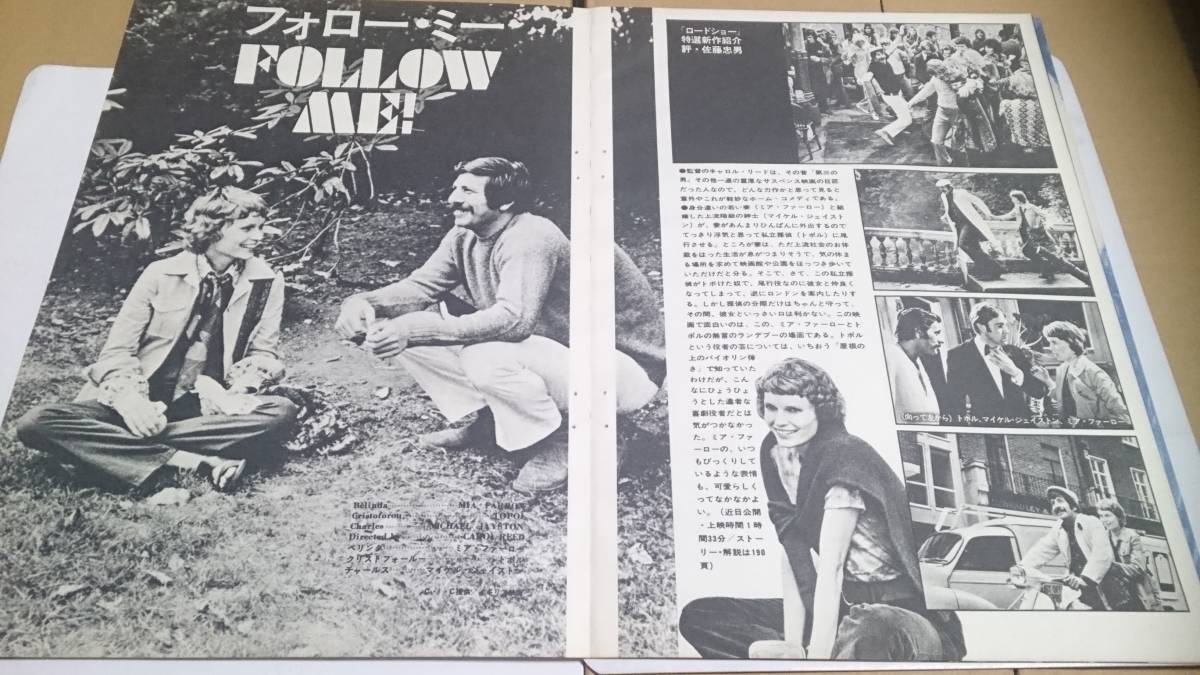 フォロー・ミー
FOLLOW
ME!
Belinda MIA FARROW
Cristoforou TOPOL
Charles MICHAEL JAYSTON
Directed by CAROL REED
ベリンダ ミア・ファーロー
クリストフォールー トポル
チャールス マイケル・ジェイストン
「ロードショー」
特選新作紹介
評・佐藤忠男
●監督のキャロル・リードは、その昔「第三の
男」その他一連の重厚なサスペンス映画の巨匠
だった人なので、どんな力作かと思って見ると
意外やこれが軽妙なホーム・コメディである。
●身分違いの若い妻（ミア・ファーロー）と結
婚した上流階級の紳士（マイケル・ジェイスト
ン）が、妻があんまりひんぱんに外出するので
てっきり浮気と思って私立探偵（トポル）に尾
行させる。ところが妻は、ただ上流社会のお体
裁をはった生活が息がつまりそうで、気の休ま
る場所を求めて映画館や公園をほっつき歩いて
いただけだと分る。そこで、さて、この私立探
偵がトボけた奴で、尾行役なのに彼女と仲良く
なってしまって、逆にロンドンを案内したりす
る。しかし探偵の分際だけはちゃんと守って、
その間、彼女といっさい口は利かない。この映
画で面白いのは、この、ミア・ファーローとト
ポルの無言のランデブーの場面である。トポル
という役者の芸については、いちおう「屋根の
上のバイオリン弾
き」で知っていた
わけだが、こん
なにひょうひょ
うとした達者な
喜劇役者だとは
気がつかなかっ
た。ミア・ファ
ーローの、いつ
もびっくりして
いるような表情
も、可愛らしく
ってなかなかよ
い。（近日公開
・上映時間1時
間33分／ストー
リー・解説は190
頁）
（向って左から）トポル、マイケル・ジェイストン、ミア・ファーロー